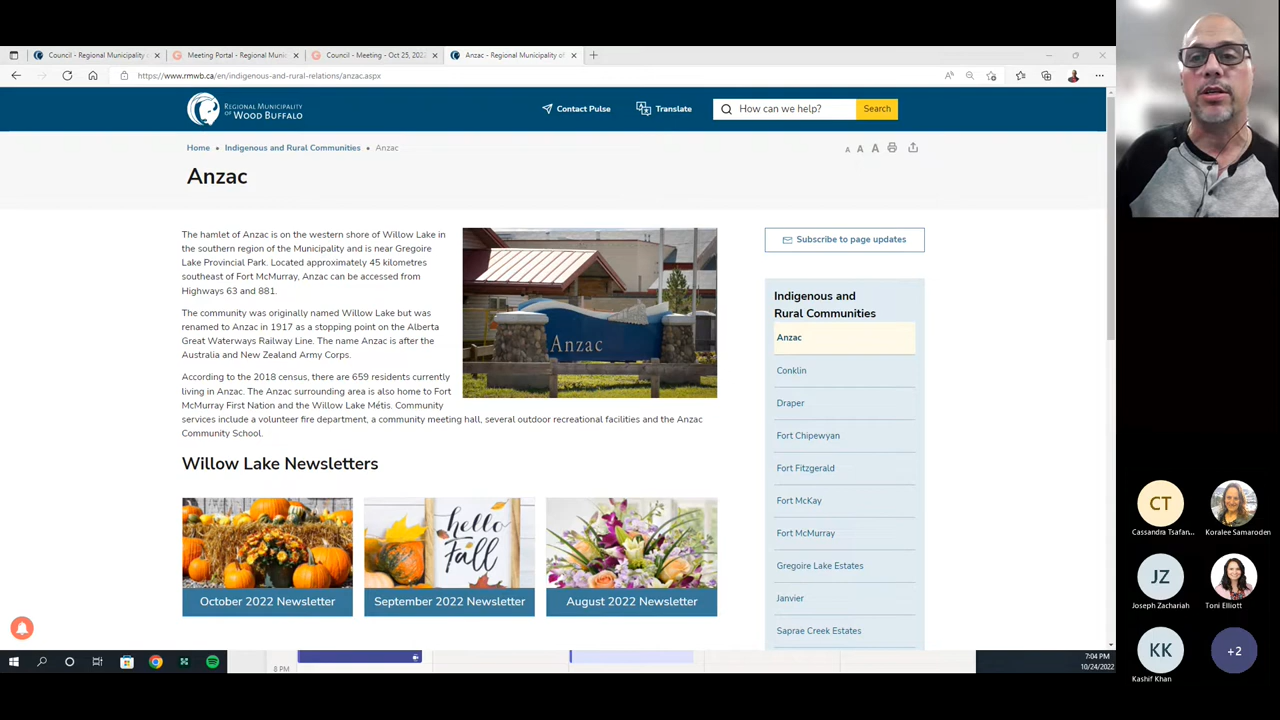 Council - Regional Municipality
Meeting Portal - Regional Munic
Council - Meeting - Oct 25, 2022
Anzac - Regional Municipality of
https://www.rmwb.ca/en/indigenous-and-rural-relations/anzac.aspx
REGIONAL MUNICIPALITY
OF WOOD BUFFALO
Contact Pulse
Translate
How can we help?
Search
Home • Indigenous and Rural Communities • Anzac
A A A
Anzac
The hamlet of Anzac is on the western shore of Willow Lake in
the southern region of the Municipality and is near Gregoire
Lake Provincial Park. Located approximately 45 kilometres
southeast of Fort McMurray, Anzac can be accessed from
Highways 63 and 881.
The community was originally named Willow Lake but was
renamed to Anzac in 1917 as a stopping point on the Alberta
Great Waterways Railway Line. The name Anzac is after the
Australia and New Zealand Army Corps.
According to the 2018 census, there are 659 residents currently
living in Anzac. The Anzac surrounding area is also home to Fort
McMurray First Nation and the Willow Lake Métis. Community
services include a volunteer fire department, a community meeting hall, several outdoor recreational facilities and the Anzac
Community School.
Anzac
Willow Lake Newsletters
hello
Fall
October 2022 Newsletter
September 2022 Newsletter
August 2022 Newsletter
Subscribe to page updates
Indigenous and
Rural Communities
Anzac
Conklin
Draper
Fort Chipewyan
Fort Fitzgerald
Fort McKay
Fort McMurray
Gregoire Lake Estates
Janvier
Saprae Creek Estates
CT
Cassandra Tsafan...
Koralee Samaroden
JZ
Joseph Zachariah
Toni Elliott
KK
Kashif Khan
+2
8 PM
7:04 PM
10/24/2022